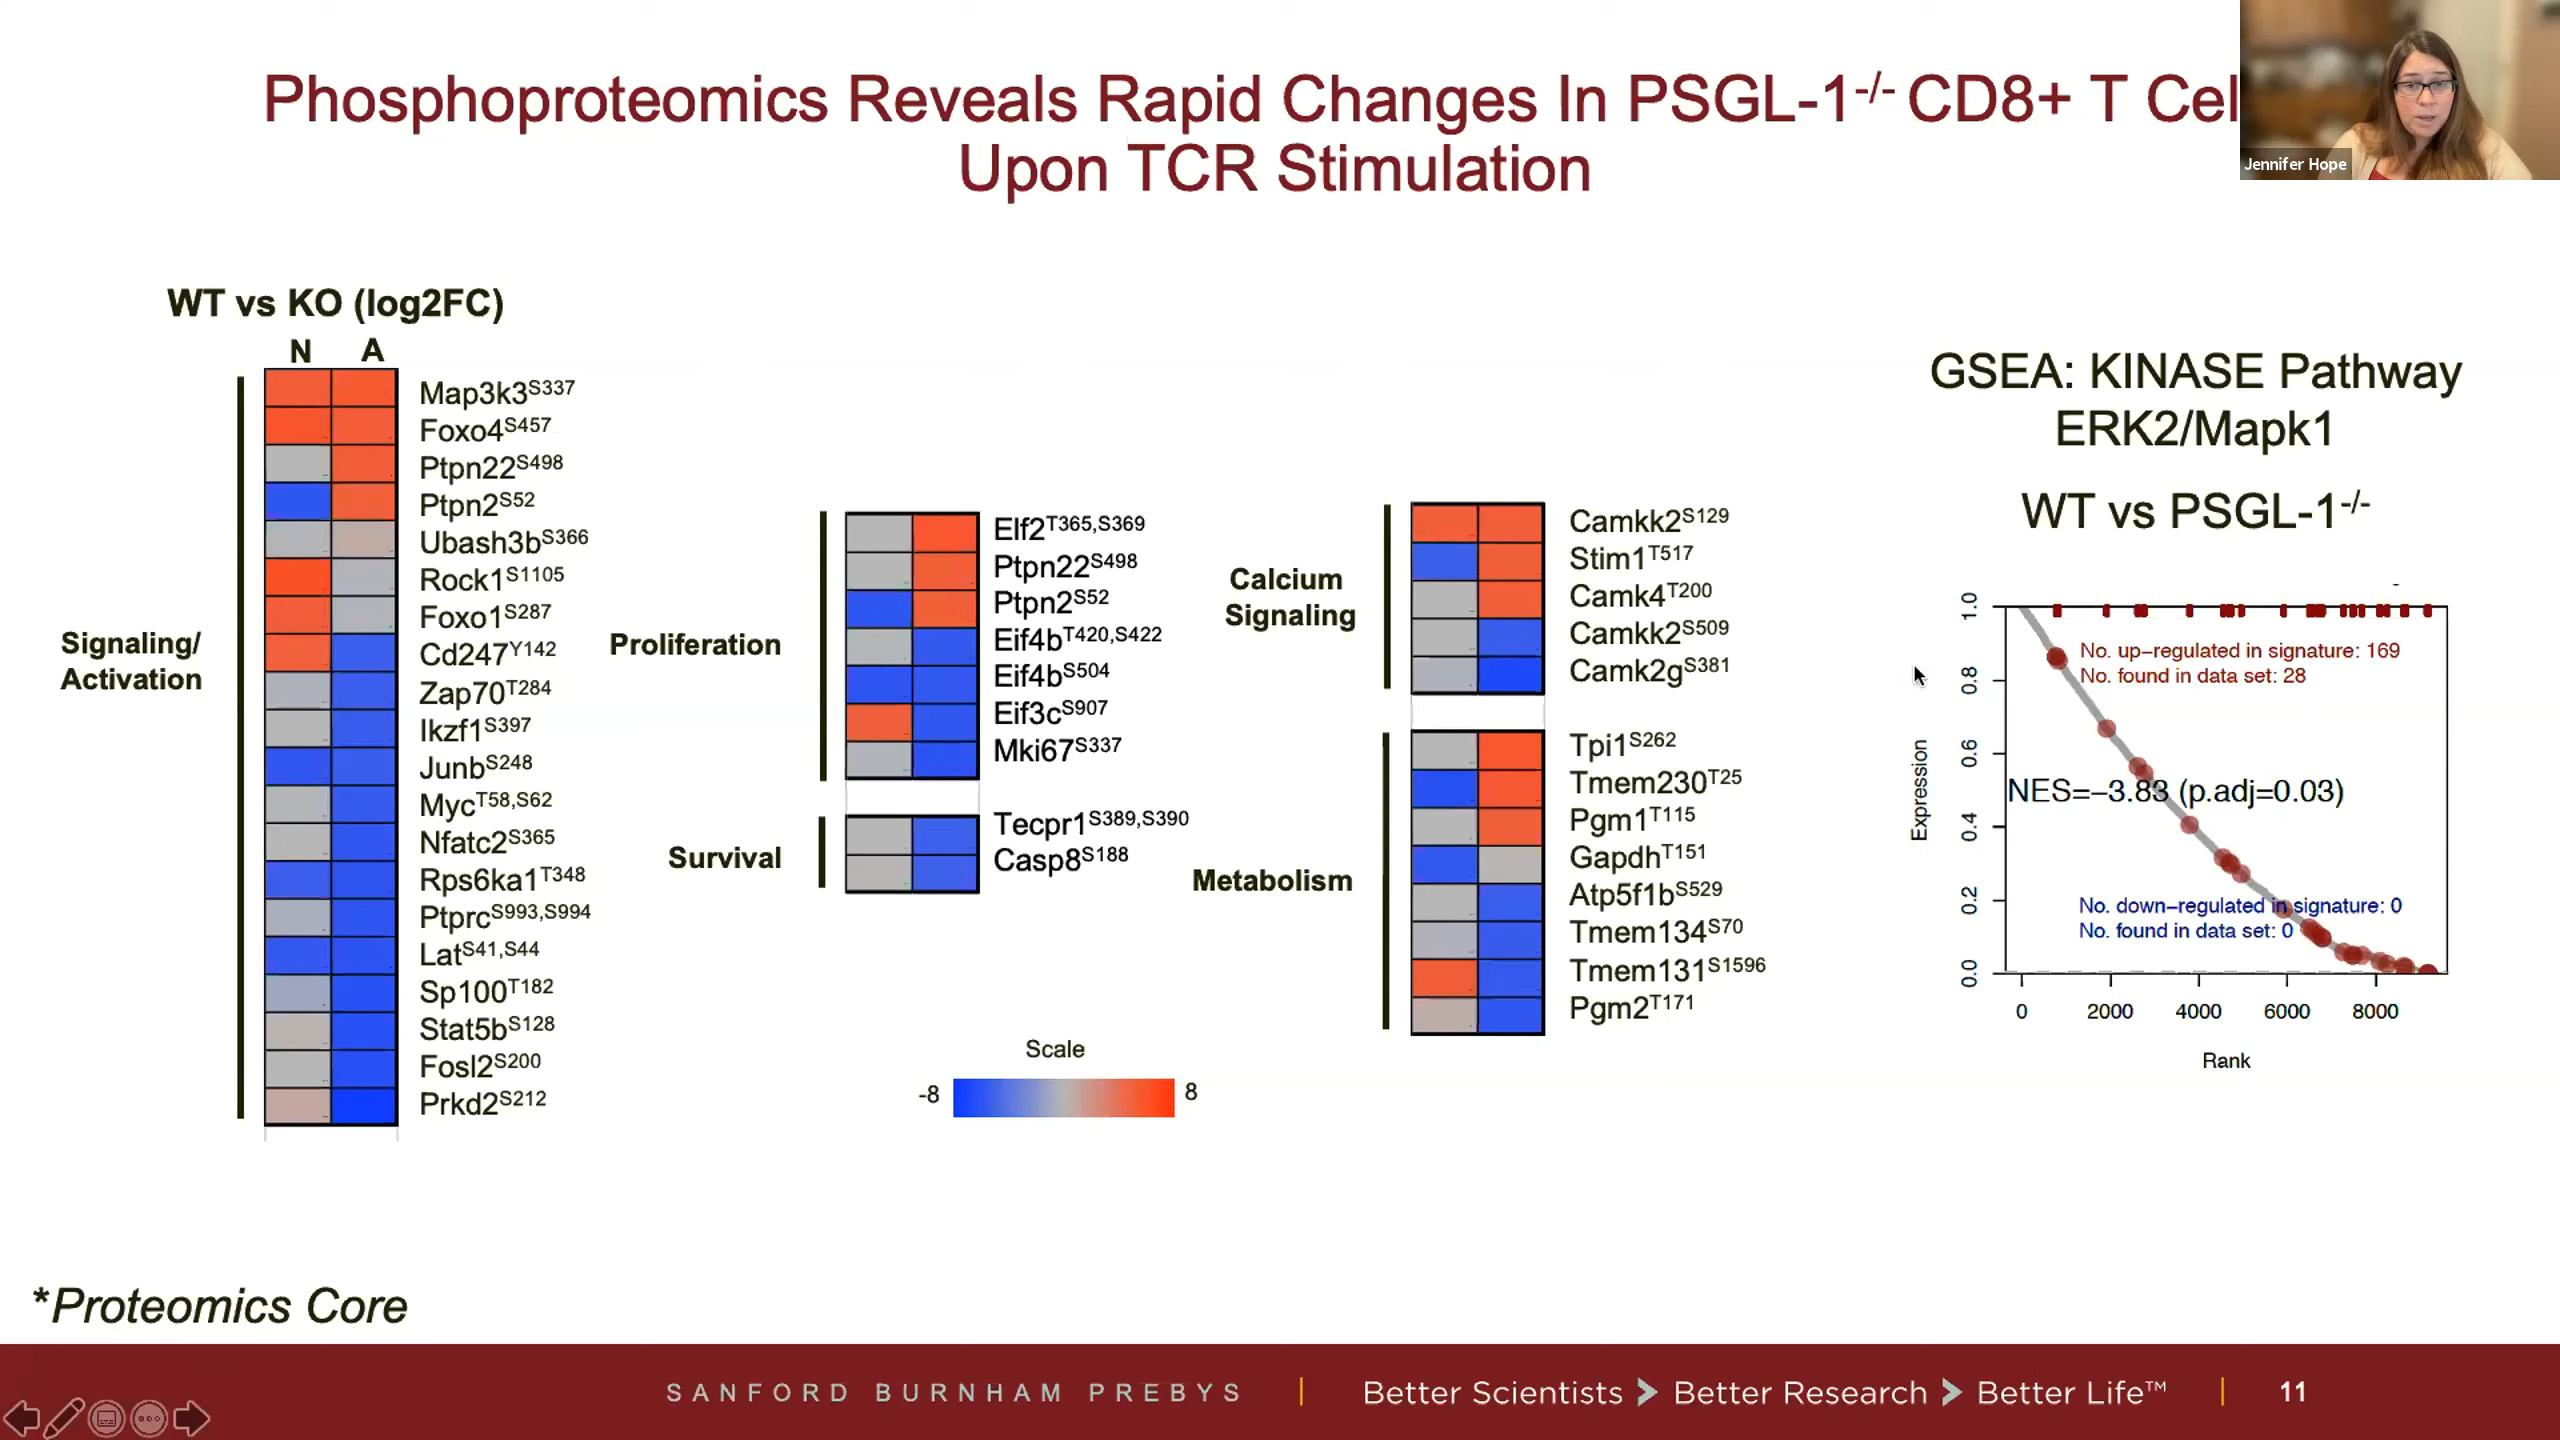 Phosphoproteomics Reveals Rapid Changes In PSGL-1-/- CD8+ T Cel
Upon TCR Stimulation
Jennifer Hope
WT vs KO (log2FC)
N A
Signaling/
Activation
Map3k3S337
Foxo4S457
Ptpn22S498
Ptpn2S52
Ubash3bS366
Rock1S1105
Foxo1S287
Cd247Y142
Zap70T284
Ikzf1S397
JunbS248
MycT58,S62
Nfatc2S365
Rps6ka1T348
PtprcS993,S994
LatS41,S44
Sp100T182
Stat5bS128
Fosl2S200
Prkd2S212
Proliferation
Elf2T365,S369
Ptpn22S498
Ptpn2S52
Eif4bT420,S422
Eif4bS504
Eif3cS907
Mki67S337
Survival
Tecpr1S389,S390
Casp8S188
Scale
-8 8
Calcium
Signaling
Camkk2S129
Stim1T517
Camk4T200
Camkk2S509
Camk2gS381
Metabolism
Tpi1S262
Tmem230T25
Pgm1T115
GapdhT151
Atp5f1bS529
Tmem134S70
Tmem131S1596
Pgm2T171
GSEA: KINASE Pathway
ERK2/Mapk1
WT vs PSGL-1-/-
No. up-regulated in signature: 169
No. found in data set: 28
NES=-3.83 (p.adj=0.03)
No. down-regulated in signature: 0
No. found in data set: 0
Expression
1.0
0.8
0.6
0.4
0.2
0.0
0 2000 4000 6000 8000
Rank
*Proteomics Core
SANFORD BURNHAM PREBYS | Better Scientists > Better Research > Better Life™ | 11